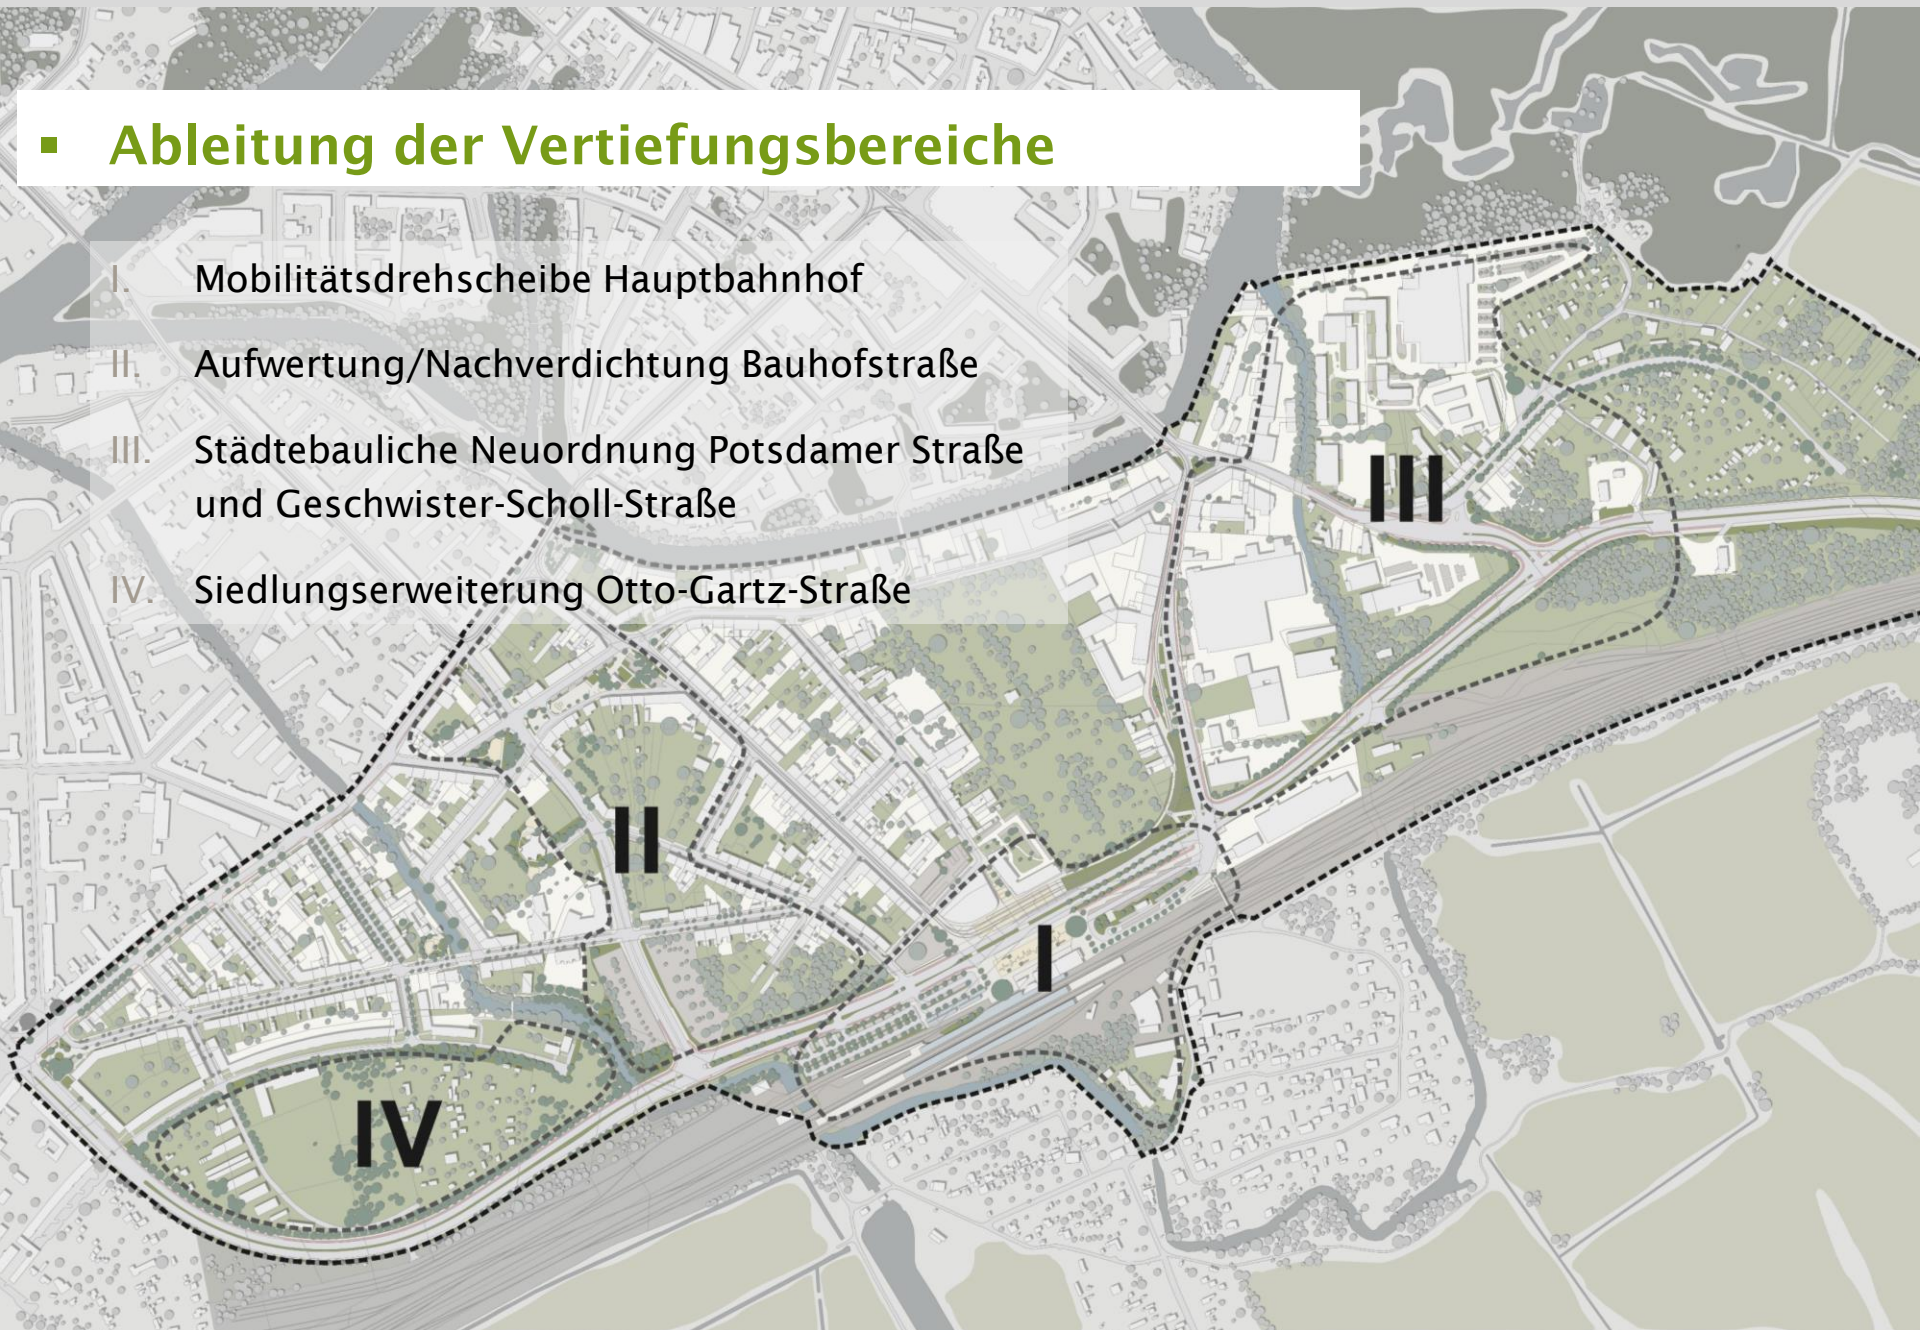 ▪ Ableitung der Vertiefungsbereiche
I. Mobilitätsdrehscheibe Hauptbahnhof
II. Aufwertung/Nachverdichtung Bauhofstraße
III. Städtebauliche Neuordnung Potsdamer Straße
und Geschwister-Scholl-Straße
IV. Siedlungserweiterung Otto-Gartz-Straße
III
II
I
IV